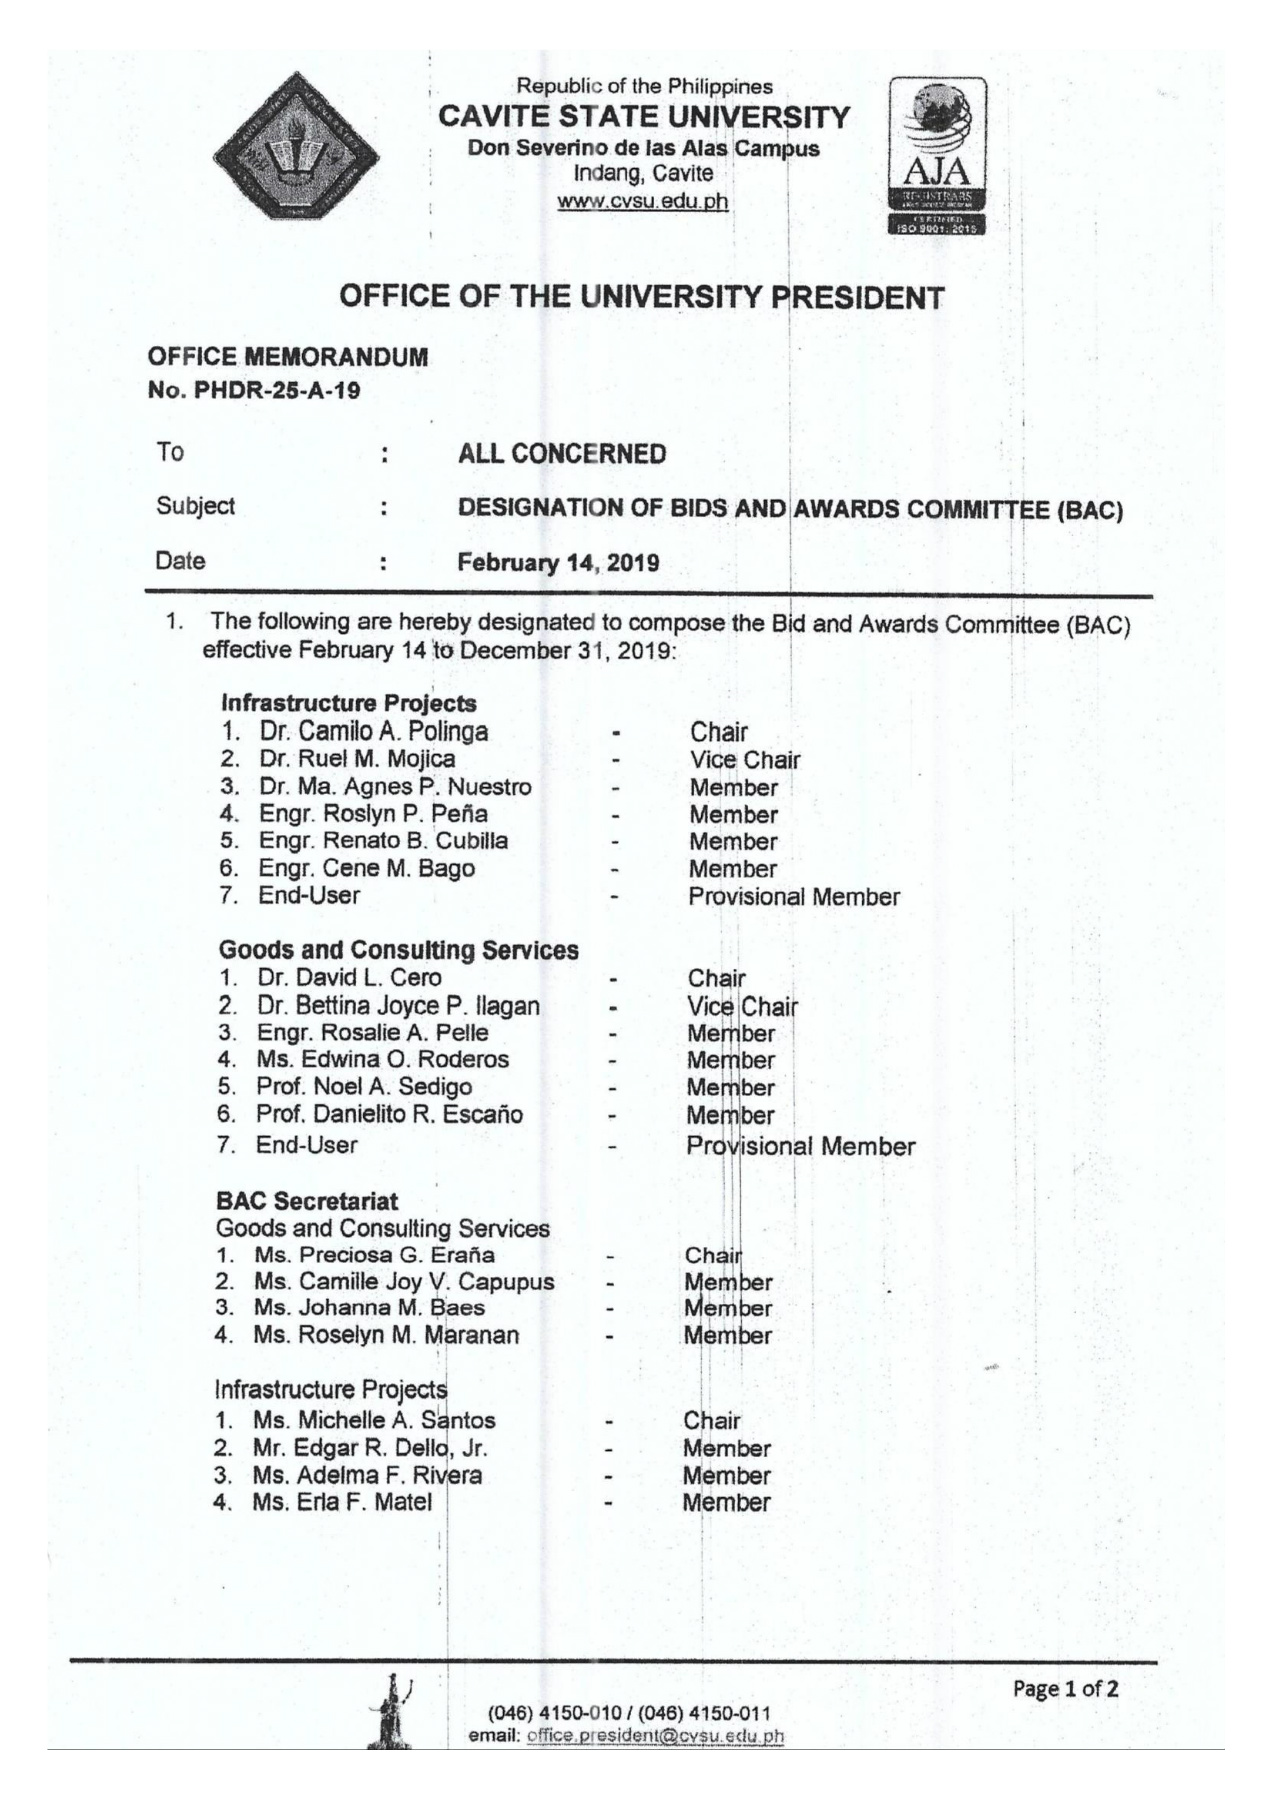 Republic of the Philippines
CAVITE STATE UNIVERSITY
Don Severino de las Alas Campus
Indang, Cavite
www.cvsu.edu.ph
AJA
REGISTRARS
CERTIFIED
ISO 9001: 2015
OFFICE OF THE UNIVERSITY PRESIDENT
OFFICE MEMORANDUM
No. PHDR-25-A-19
To : ALL CONCERNED
Subject : DESIGNATION OF BIDS AND AWARDS COMMITTEE (BAC)
Date : February 14, 2019
1. The following are hereby designated to compose the Bid and Awards Committee (BAC)
effective February 14 to December 31, 2019:
Infrastructure Projects
1. Dr. Camilo A. Polinga - Chair
2. Dr. Ruel M. Mojica - Vice Chair
3. Dr. Ma. Agnes P. Nuestro - Member
4. Engr. Roslyn P. Peña - Member
5. Engr. Renato B. Cubilla - Member
6. Engr. Cene M. Bago - Member
7. End-User - Provisional Member
Goods and Consulting Services
1. Dr. David L. Cero - Chair
2. Dr. Bettina Joyce P. Ilagan - Vice Chair
3. Engr. Rosalie A. Pelle - Member
4. Ms. Edwina O. Roderos - Member
5. Prof. Noel A. Sedigo - Member
6. Prof. Danielito R. Escaño - Member
7. End-User - Provisional Member
BAC Secretariat
Goods and Consulting Services
1. Ms. Preciosa G. Eraña - Chair
2. Ms. Camille Joy V. Capupus - Member
3. Ms. Johanna M. Baes - Member
4. Ms. Roselyn M. Maranan - Member
Infrastructure Projects
1. Ms. Michelle A. Santos - Chair
2. Mr. Edgar R. Dello, Jr. - Member
3. Ms. Adelma F. Rivera - Member
4. Ms. Erla F. Matel - Member
Page 1 of 2
(046) 4150-010 / (046) 4150-011
email: office.president@cvsu.edu.ph